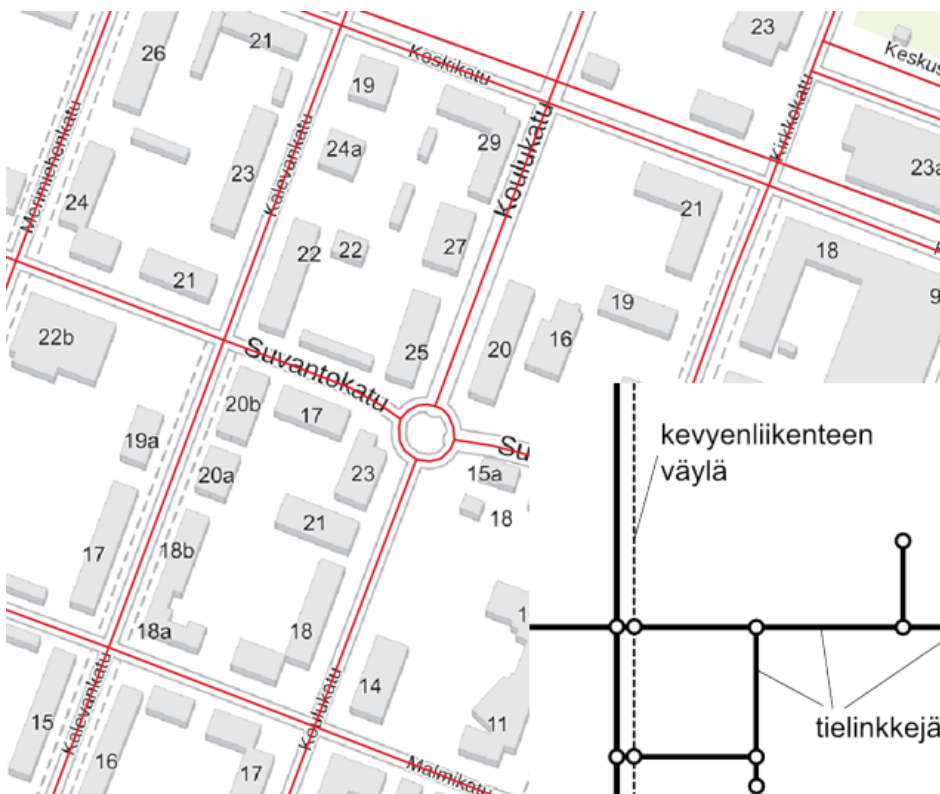 26
21
23
Keskikatu
Keskus
19
Merimiehenkatu
Kalevankatu
Koulukatu
Kirkkokatu
24a
29
23
23a
24
21
22
22
27
18
21
19
9
22b
25
20
16
Suvantokatu
20b
17
19a
Su
23
15a
20a
21
18
17
18b
18a
18
14
11
15
Kalevankatu
16
17
Koulukatu
Malmikatu
kevyenliikenteen
väylä
tielinkkejä